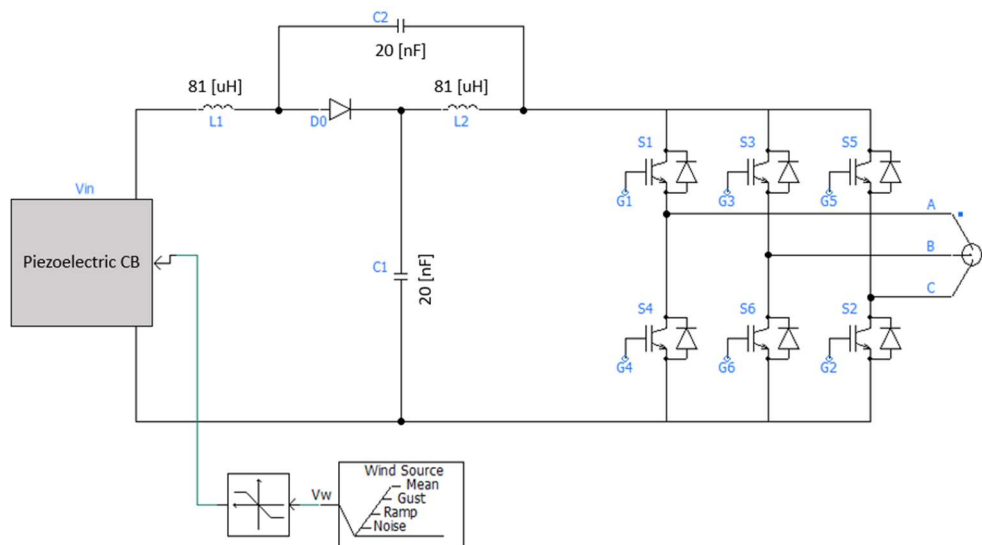 C2
20 [nF]
81 [uH]
81 [uH]
L1
D0
L2
S1
S3
S5
Vin
G1
G3
G5
A
Piezoelectric CB
B
C1
20 [nF]
C
S4
S6
S2
G4
G6
G2
Wind Source
Mean
Vw
Gust
Ramp
Noise